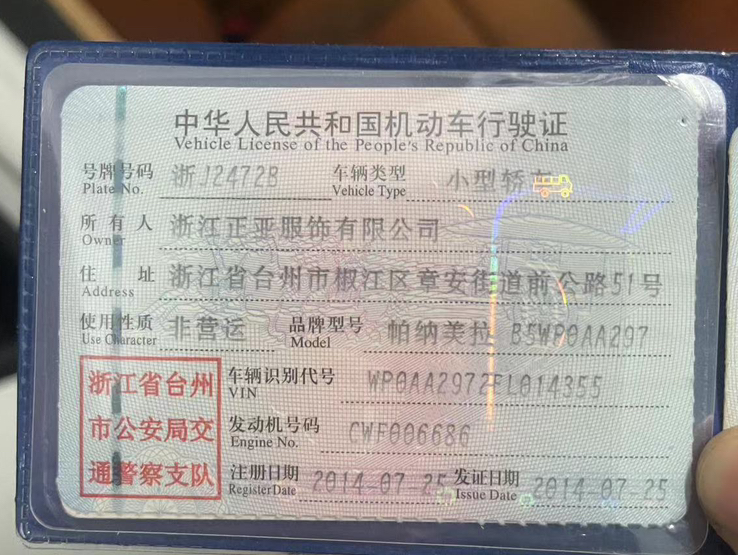 中华人民共和国机动车行驶证
Vehicle License of the People's Republic of China
号牌号码 浙J2472B 车辆类型 小型轿车
Plate No. Vehicle Type
所有人 浙江正亚服饰有限公司
Owner
住址 浙江省台州市椒江区章安街道前公路51号
Address
使用性质 非营运 品牌型号 帕纳美拉 BSWP0AA297
Use Character Model
浙江省台州
市公安局交
通警察支队
车辆识别代号 WP0AA2972FL014355
VIN
发动机号码 CWF006686
Engine No.
注册日期 2014-07-25 发证日期 2014-07-25
Register Date Issue Date